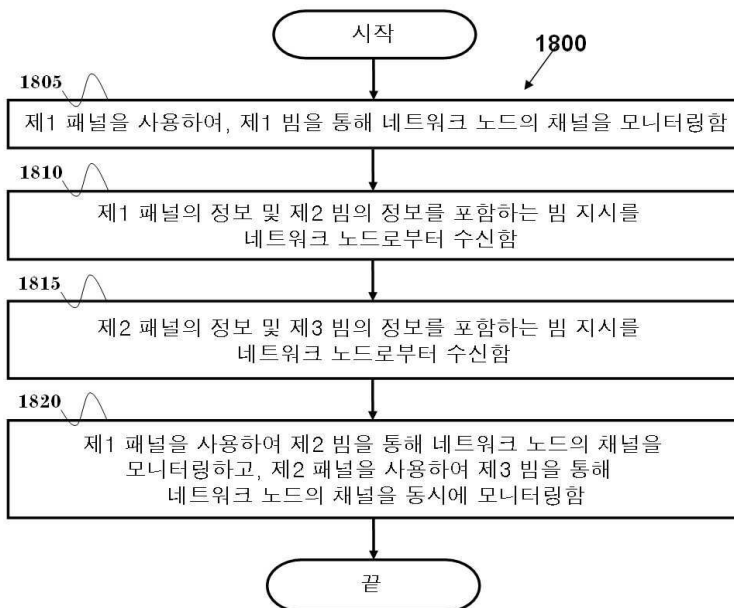 시작
1800
1805
제1 패널을 사용하여, 제1 빔을 통해 네트워크 노드의 채널을 모니터링함
1810
제1 패널의 정보 및 제2 빔의 정보를 포함하는 빔 지시를
네트워크 노드로부터 수신함
1815
제2 패널의 정보 및 제3 빔의 정보를 포함하는 빔 지시를
네트워크 노드로부터 수신함
1820
제1 패널을 사용하여 제2 빔을 통해 네트워크 노드의 채널을
모니터링하고, 제2 패널을 사용하여 제3 빔을 통해
네트워크 노드의 채널을 동시에 모니터링함
끝